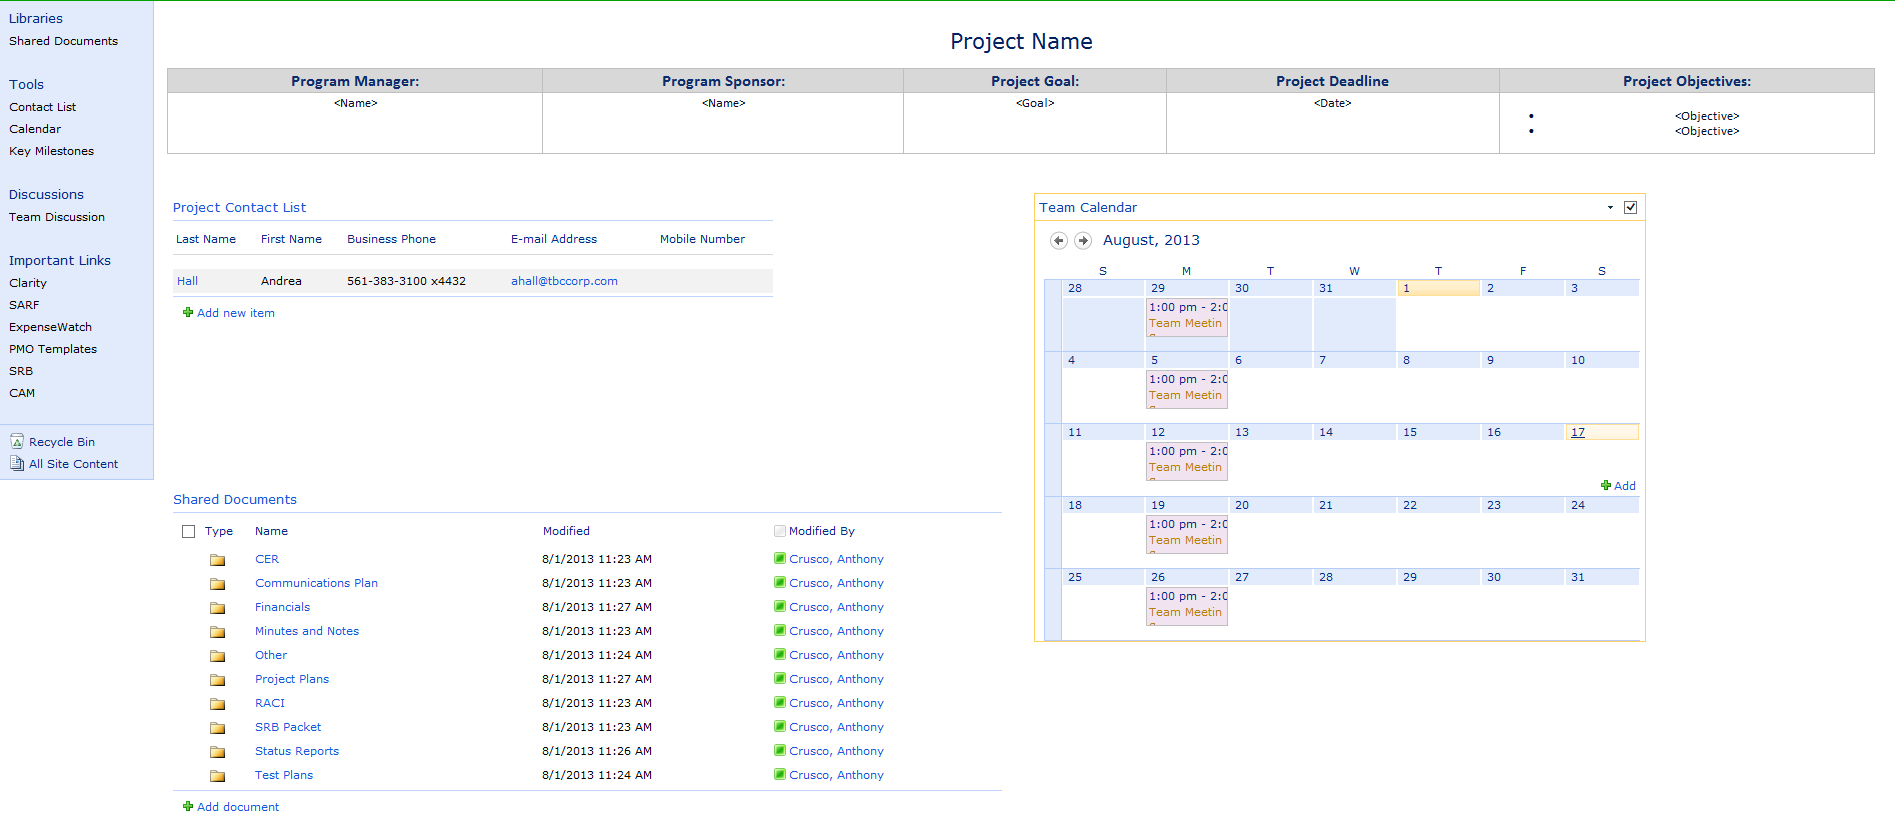 Libraries
Shared Documents
Tools
Contact List
Calendar
Key Milestones
Discussions
Team Discussion
Important Links
Clarity
SARF
ExpenseWatch
PMO Templates
SRB
CAM
Recycle Bin
All Site Content
Project Name
Program Manager: Program Sponsor: Project Goal: Project Deadline Project Objectives:
<Name> <Name> <Goal> <Date>
• <Objective>
• <Objective>
Project Contact List
Last Name First Name Business Phone E-mail Address Mobile Number
Hall Andrea 561-383-3100 x4432 ahall@tbccorp.com
Add new item
Shared Documents
Type Name Modified Modified By
CER 8/1/2013 11:23 AM Crusco, Anthony
Communications Plan 8/1/2013 11:23 AM Crusco, Anthony
Financials 8/1/2013 11:27 AM Crusco, Anthony
Minutes and Notes 8/1/2013 11:23 AM Crusco, Anthony
Other 8/1/2013 11:24 AM Crusco, Anthony
Project Plans 8/1/2013 11:27 AM Crusco, Anthony
RACI 8/1/2013 11:23 AM Crusco, Anthony
SRB Packet 8/1/2013 11:23 AM Crusco, Anthony
Status Reports 8/1/2013 11:26 AM Crusco, Anthony
Test Plans 8/1/2013 11:24 AM Crusco, Anthony
Add document
Team Calendar
August, 2013
S M T W T F S
28 29 30 31 1 2 3
1:00 pm - 2:0
Team Meetin
4 5 6 7 8 9 10
1:00 pm - 2:0
Team Meetin
11 12 13 14 15 16 17
1:00 pm - 2:0
Team Meetin
Add
18 19 20 21 22 23 24
1:00 pm - 2:0
Team Meetin
25 26 27 28 29 30 31
1:00 pm - 2:0
Team Meetin